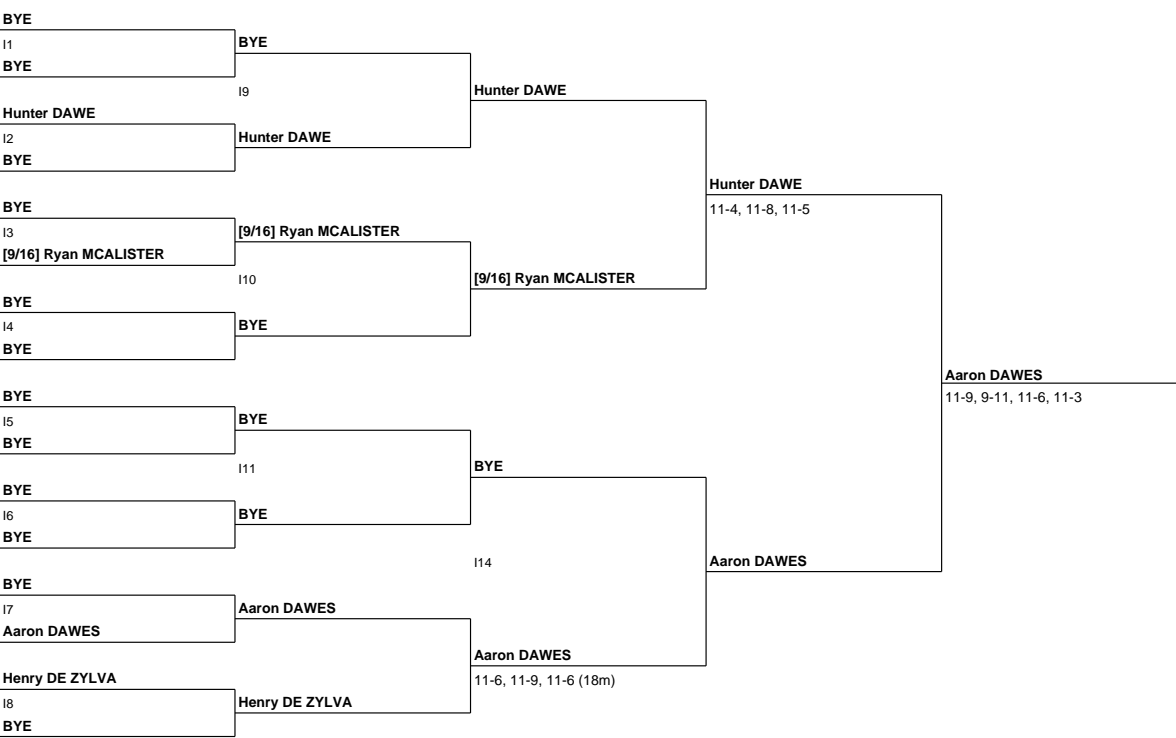 BYE
I1
BYE
BYE
I9
Hunter DAWE
Hunter DAWE
I2
Hunter DAWE
BYE
Hunter DAWE
11-4, 11-8, 11-5
BYE
I3
[9/16] Ryan MCALISTER
[9/16] Ryan MCALISTER
I10
[9/16] Ryan MCALISTER
BYE
I4
BYE
BYE
Aaron DAWES
11-9, 9-11, 11-6, 11-3
BYE
I5
BYE
BYE
I11
BYE
BYE
I6
BYE
BYE
I14
Aaron DAWES
BYE
I7
Aaron DAWES
Aaron DAWES
Aaron DAWES
11-6, 11-9, 11-6 (18m)
Henry DE ZYLVA
I8
Henry DE ZYLVA
BYE